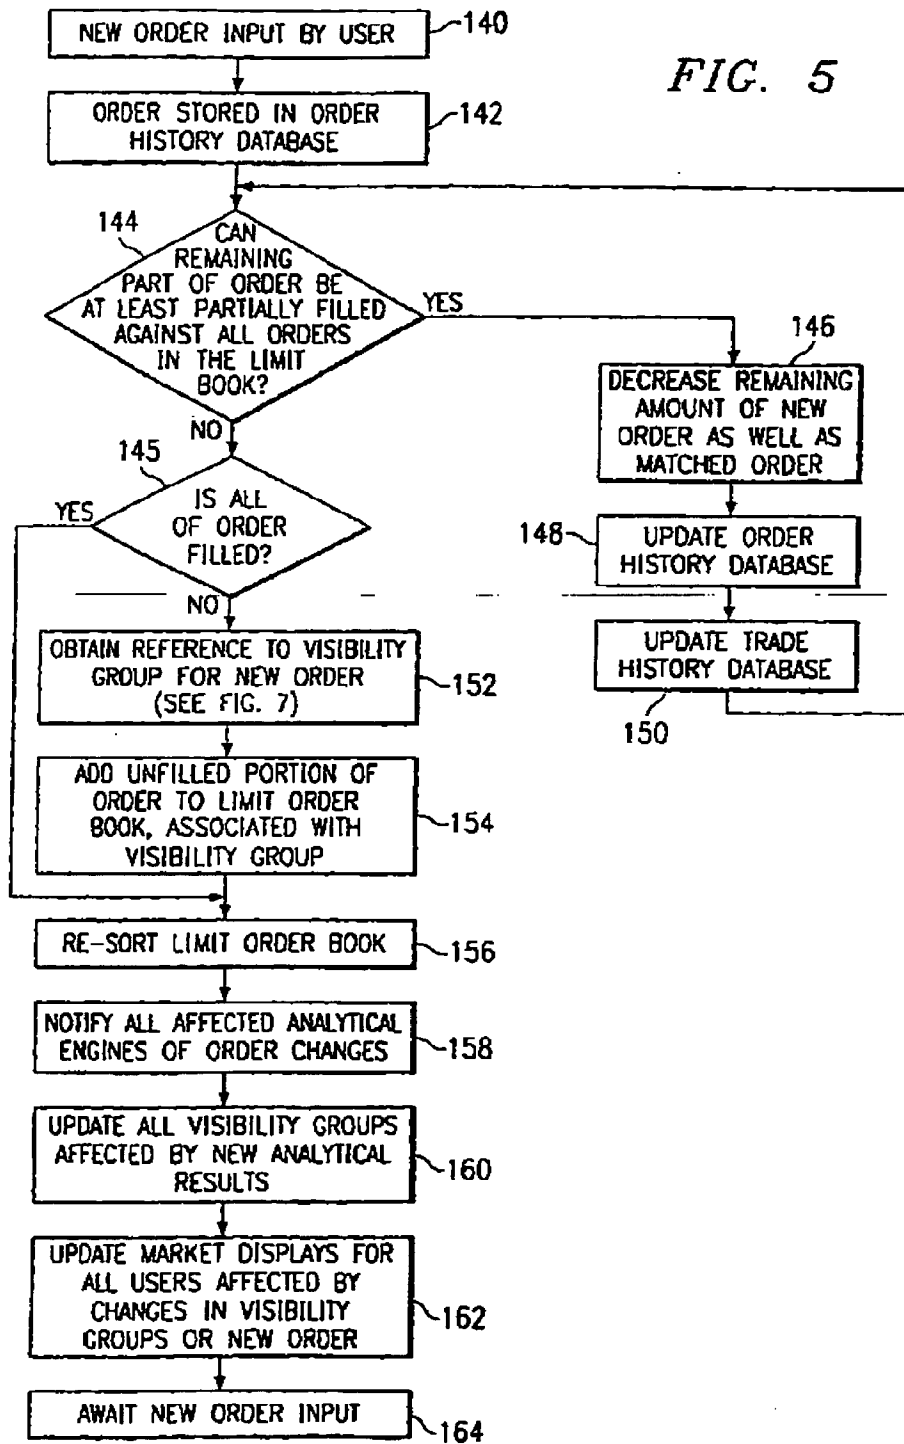 NEW ORDER INPUT BY USER
140
FIG. 5
ORDER STORED IN ORDER
HISTORY DATABASE
142
144
CAN
REMAINING
PART OF ORDER BE
AT LEAST PARTIALLY FILLED
AGAINST ALL ORDERS
IN THE LIMIT
BOOK?
YES
NO
146
DECREASE REMAINING
AMOUNT OF NEW
ORDER AS WELL AS
MATCHED ORDER
145
IS ALL
OF ORDER
FILLED?
YES
NO
148
UPDATE ORDER
HISTORY DATABASE
UPDATE TRADE
HISTORY DATABASE
150
OBTAIN REFERENCE TO VISIBILITY
GROUP FOR NEW ORDER
(SEE FIG. 7)
152
ADD UNFILLED PORTION OF
ORDER TO LIMIT ORDER
BOOK, ASSOCIATED WITH
VISIBILITY GROUP
154
RE-SORT LIMIT ORDER BOOK
156
NOTIFY ALL AFFECTED ANALYTICAL
ENGINES OF ORDER CHANGES
158
UPDATE ALL VISIBILITY GROUPS
AFFECTED BY NEW ANALYTICAL
RESULTS
160
UPDATE MARKET DISPLAYS FOR
ALL USERS AFFECTED BY
CHANGES IN VISIBILITY
GROUPS OR NEW ORDER
162
AWAIT NEW ORDER INPUT
164